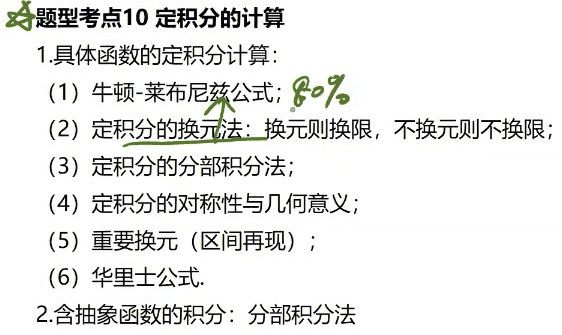 题型考点10 定积分的计算
1.具体函数的定积分计算：
（1）牛顿-莱布尼兹公式；80%
（2）定积分的换元法：换元则换限，不换元则不换限；
（3）定积分的分部积分法；
（4）定积分的对称性与几何意义；
（5）重要换元（区间再现）；
（6）华里士公式.
2.含抽象函数的积分：分部积分法